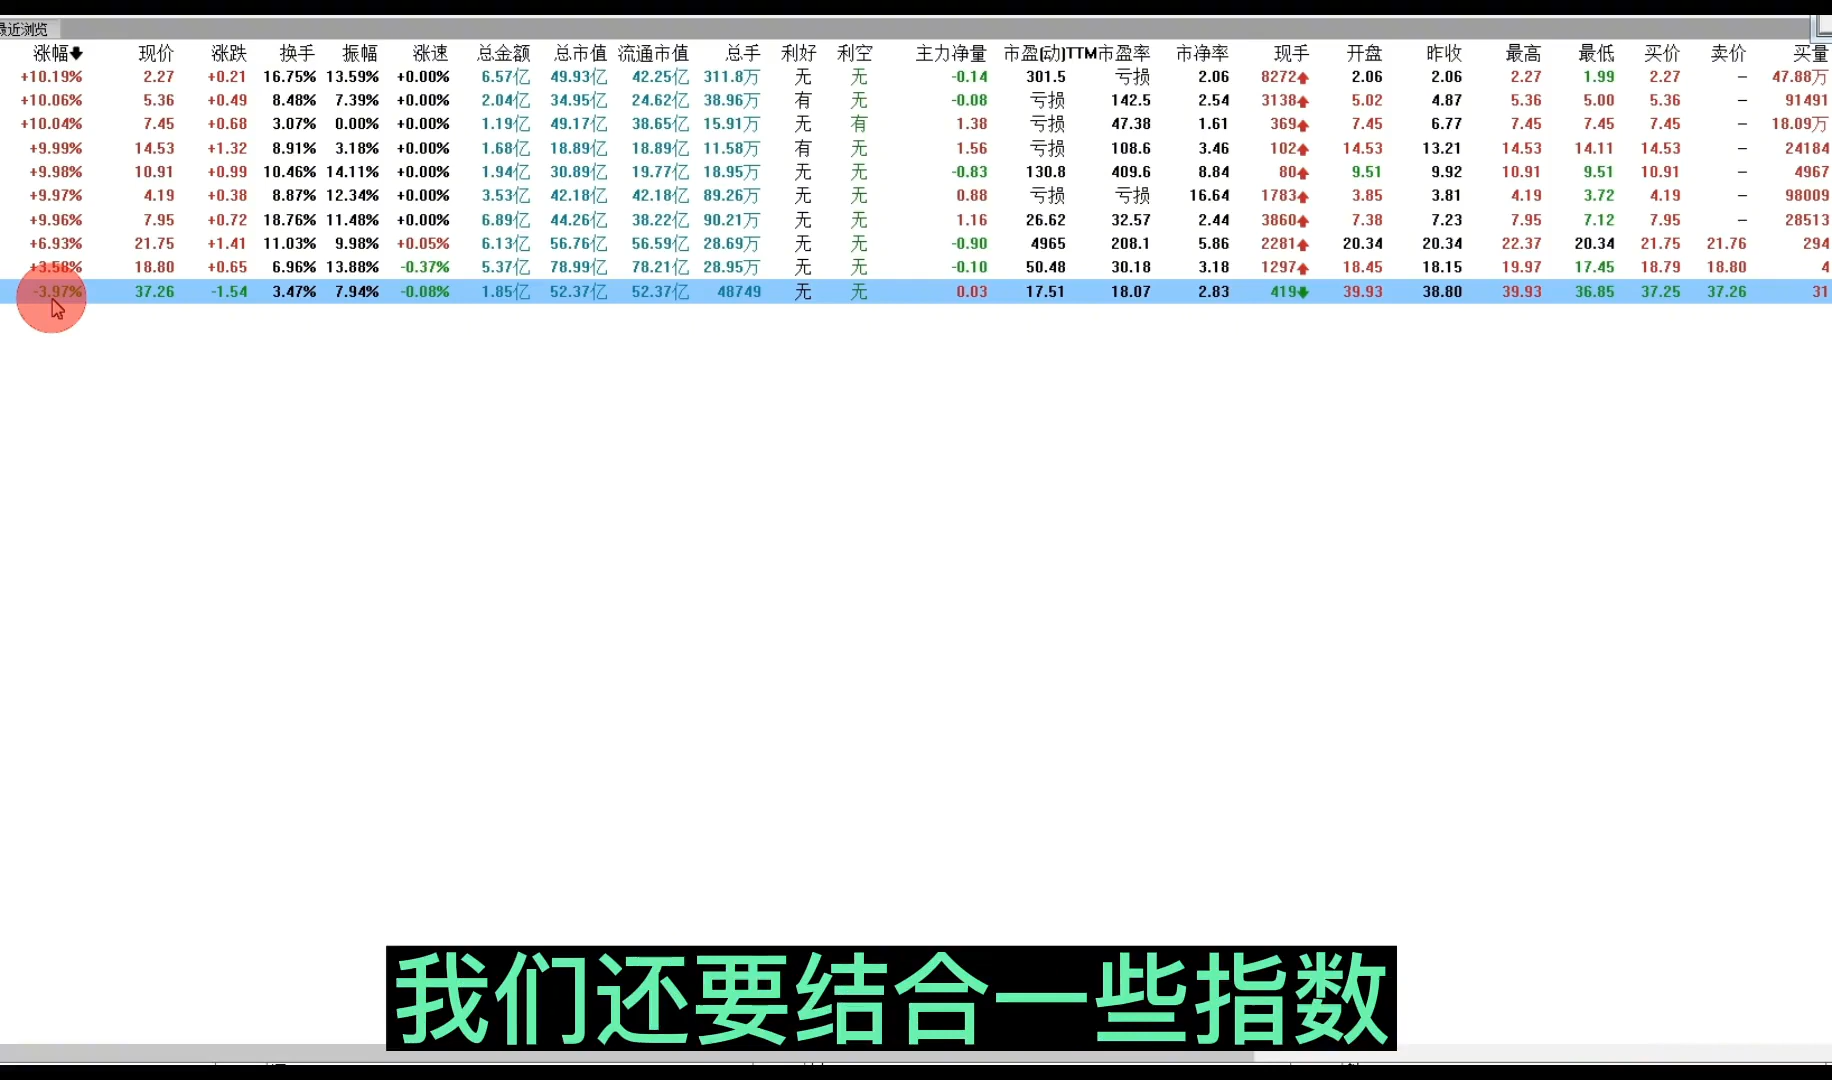 最近浏览
涨幅 现价 涨跌 换手 振幅 涨速 总金额 总市值 流通市值 总手 利好 利空 主力净量 市盈(动) TTM市盈率 市净率 现手 开盘 昨收 最高 最低 买价 卖价 买量
+10.19% 2.27 +0.21 16.75% 13.59% +0.00% 6.57亿 49.93亿 42.25亿 311.8万 无 无 -0.14 301.5 亏损 2.06 8272 2.06 2.06 2.27 1.99 2.27 – 47.88万
+10.06% 5.36 +0.49 8.48% 7.39% +0.00% 2.04亿 34.95亿 24.62亿 38.96万 有 无 -0.08 亏损 142.5 2.54 3138 5.02 4.87 5.36 5.00 5.36 – 91491
+10.04% 7.45 +0.68 3.07% 0.00% +0.00% 1.19亿 49.17亿 38.65亿 15.91万 无 有 1.38 亏损 47.38 1.61 369 7.45 6.77 7.45 7.45 7.45 – 18.09万
+9.99% 14.53 +1.32 8.91% 3.18% +0.00% 1.68亿 18.89亿 18.89亿 11.58万 有 无 1.56 亏损 108.6 3.46 102 14.53 13.21 14.53 14.11 14.53 – 24184
+9.98% 10.91 +0.99 10.46% 14.11% +0.00% 1.94亿 30.89亿 19.77亿 18.95万 无 无 -0.83 130.8 409.6 8.84 80 9.51 9.92 10.91 9.51 10.91 – 4967
+9.97% 4.19 +0.38 8.87% 12.34% +0.00% 3.53亿 42.18亿 42.18亿 89.26万 无 无 0.88 亏损 亏损 16.64 1783 3.85 3.81 4.19 3.72 4.19 – 98009
+9.96% 7.95 +0.72 18.76% 11.48% +0.00% 6.89亿 44.26亿 38.22亿 90.21万 无 无 1.16 26.62 32.57 2.44 3860 7.38 7.23 7.95 7.12 7.95 – 28513
+6.93% 21.75 +1.41 11.03% 9.98% +0.05% 6.13亿 56.76亿 56.59亿 28.69万 无 无 -0.90 4965 208.1 5.86 2281 20.34 20.34 22.37 20.34 21.75 21.76 294
+3.58% 18.80 +0.65 6.96% 13.88% -0.37% 5.37亿 78.99亿 78.21亿 28.95万 无 无 -0.10 50.48 30.18 3.18 1297 18.45 18.15 19.97 17.45 18.79 18.80 4
-3.97% 37.26 -1.54 3.47% 7.94% -0.08% 1.85亿 52.37亿 52.37亿 48749 无 无 0.03 17.51 18.07 2.83 419 39.93 38.80 39.93 36.85 37.25 37.26 31
我们还要结合一些指数